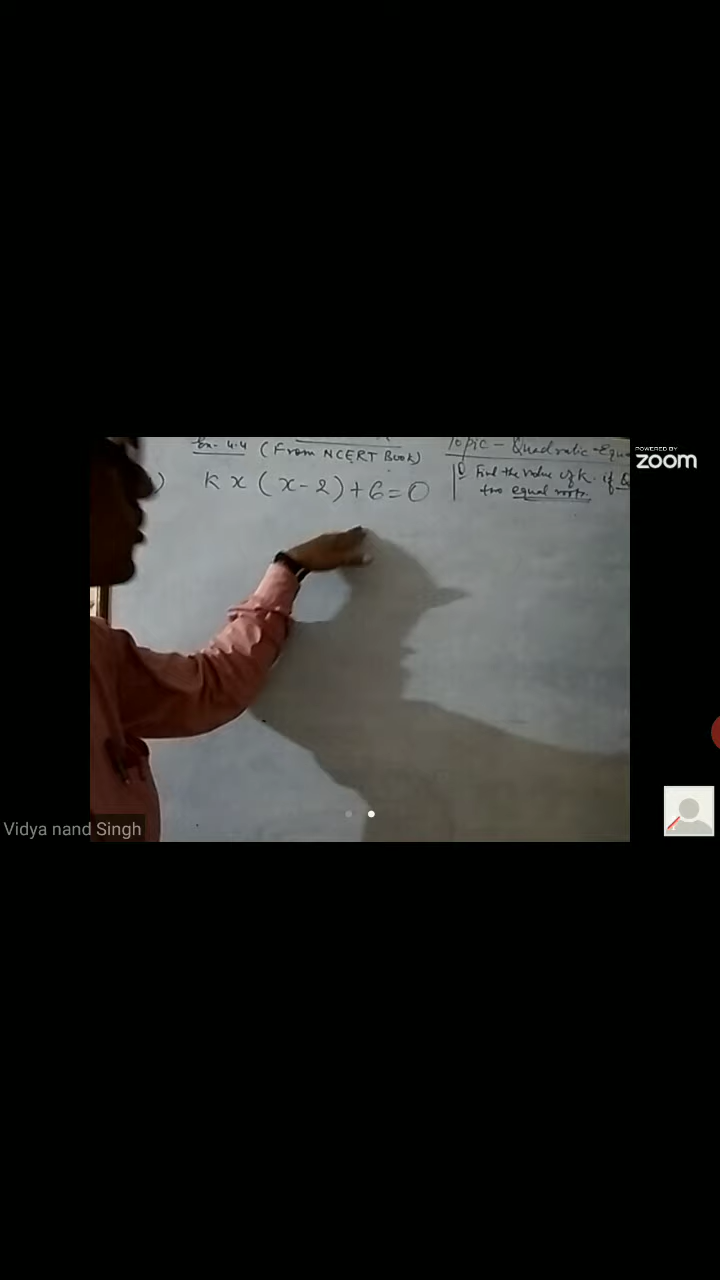 Ex- 4.4 (From NCERT Book)
Topic - Quadratic - Equ
) k x (x-2)+6=0
Q Find the value of k. if Q
two equal roots.
POWERED BY
zoom
Vidya nand Singh